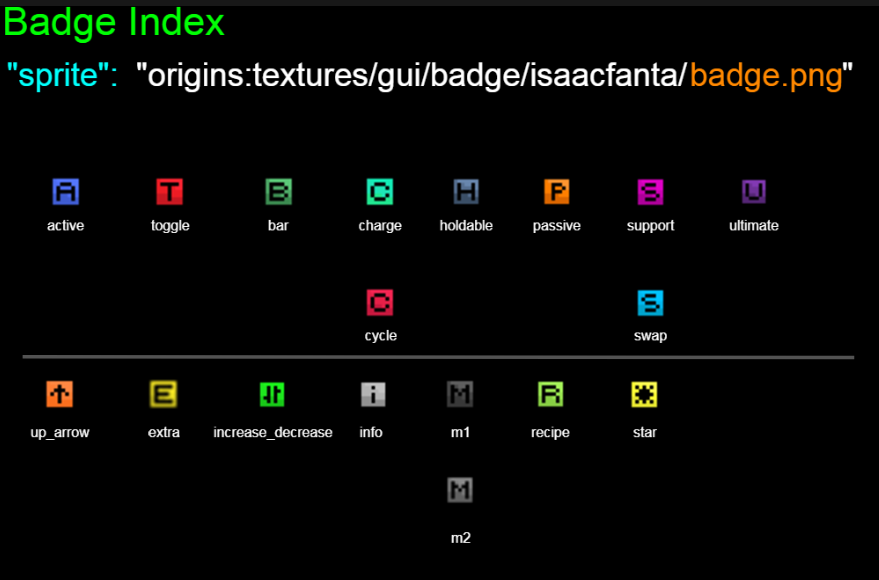 Badge Index
"sprite": "origins:textures/gui/badge/isaacfanta/badge.png"
A T B C H P S U
active toggle bar charge holdable passive support ultimate
C S
cycle swap
E i M R
up_arrow extra increase_decrease info m1 recipe star
M
m2